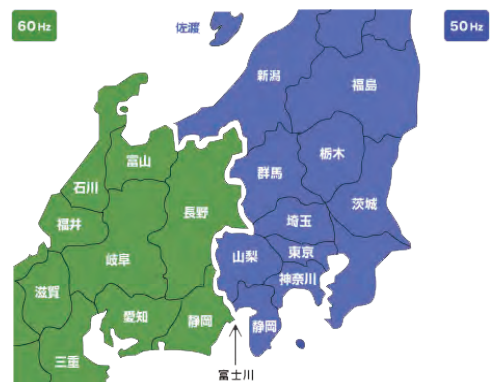 60Hz
佐渡
50Hz
新潟
福島
富山
栃木
群馬
石川
長野
茨城
福井
埼玉
岐阜
山梨
東京
神奈川
滋賀
愛知
静岡
静岡
三重
富士川